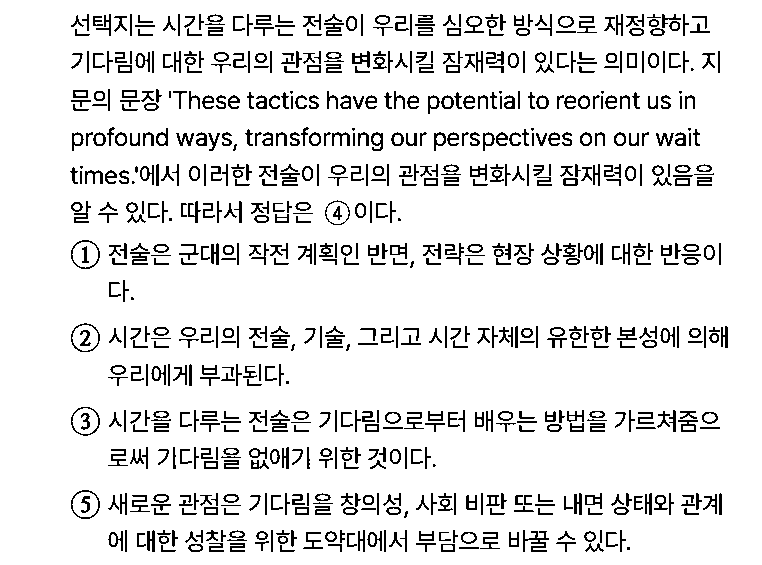 선택지는 시간을 다루는 전술이 우리를 심오한 방식으로 재정향하고
기다림에 대한 우리의 관점을 변화시킬 잠재력이 있다는 의미이다. 지
문의 문장 'These tactics have the potential to reorient us in
profound ways, transforming our perspectives on our wait
times.'에서 이러한 전술이 우리의 관점을 변화시킬 잠재력이 있음을
알 수 있다. 따라서 정답은 ④이다.
① 전술은 군대의 작전 계획인 반면, 전략은 현장 상황에 대한 반응이
다.
② 시간은 우리의 전술, 기술, 그리고 시간 자체의 유한한 본성에 의해
우리에게 부과된다.
③ 시간을 다루는 전술은 기다림으로부터 배우는 방법을 가르쳐줌으
로써 기다림을 없애기 위한 것이다.
⑤ 새로운 관점은 기다림을 창의성, 사회 비판 또는 내면 상태와 관계
에 대한 성찰을 위한 도약대에서 부담으로 바꿀 수 있다.